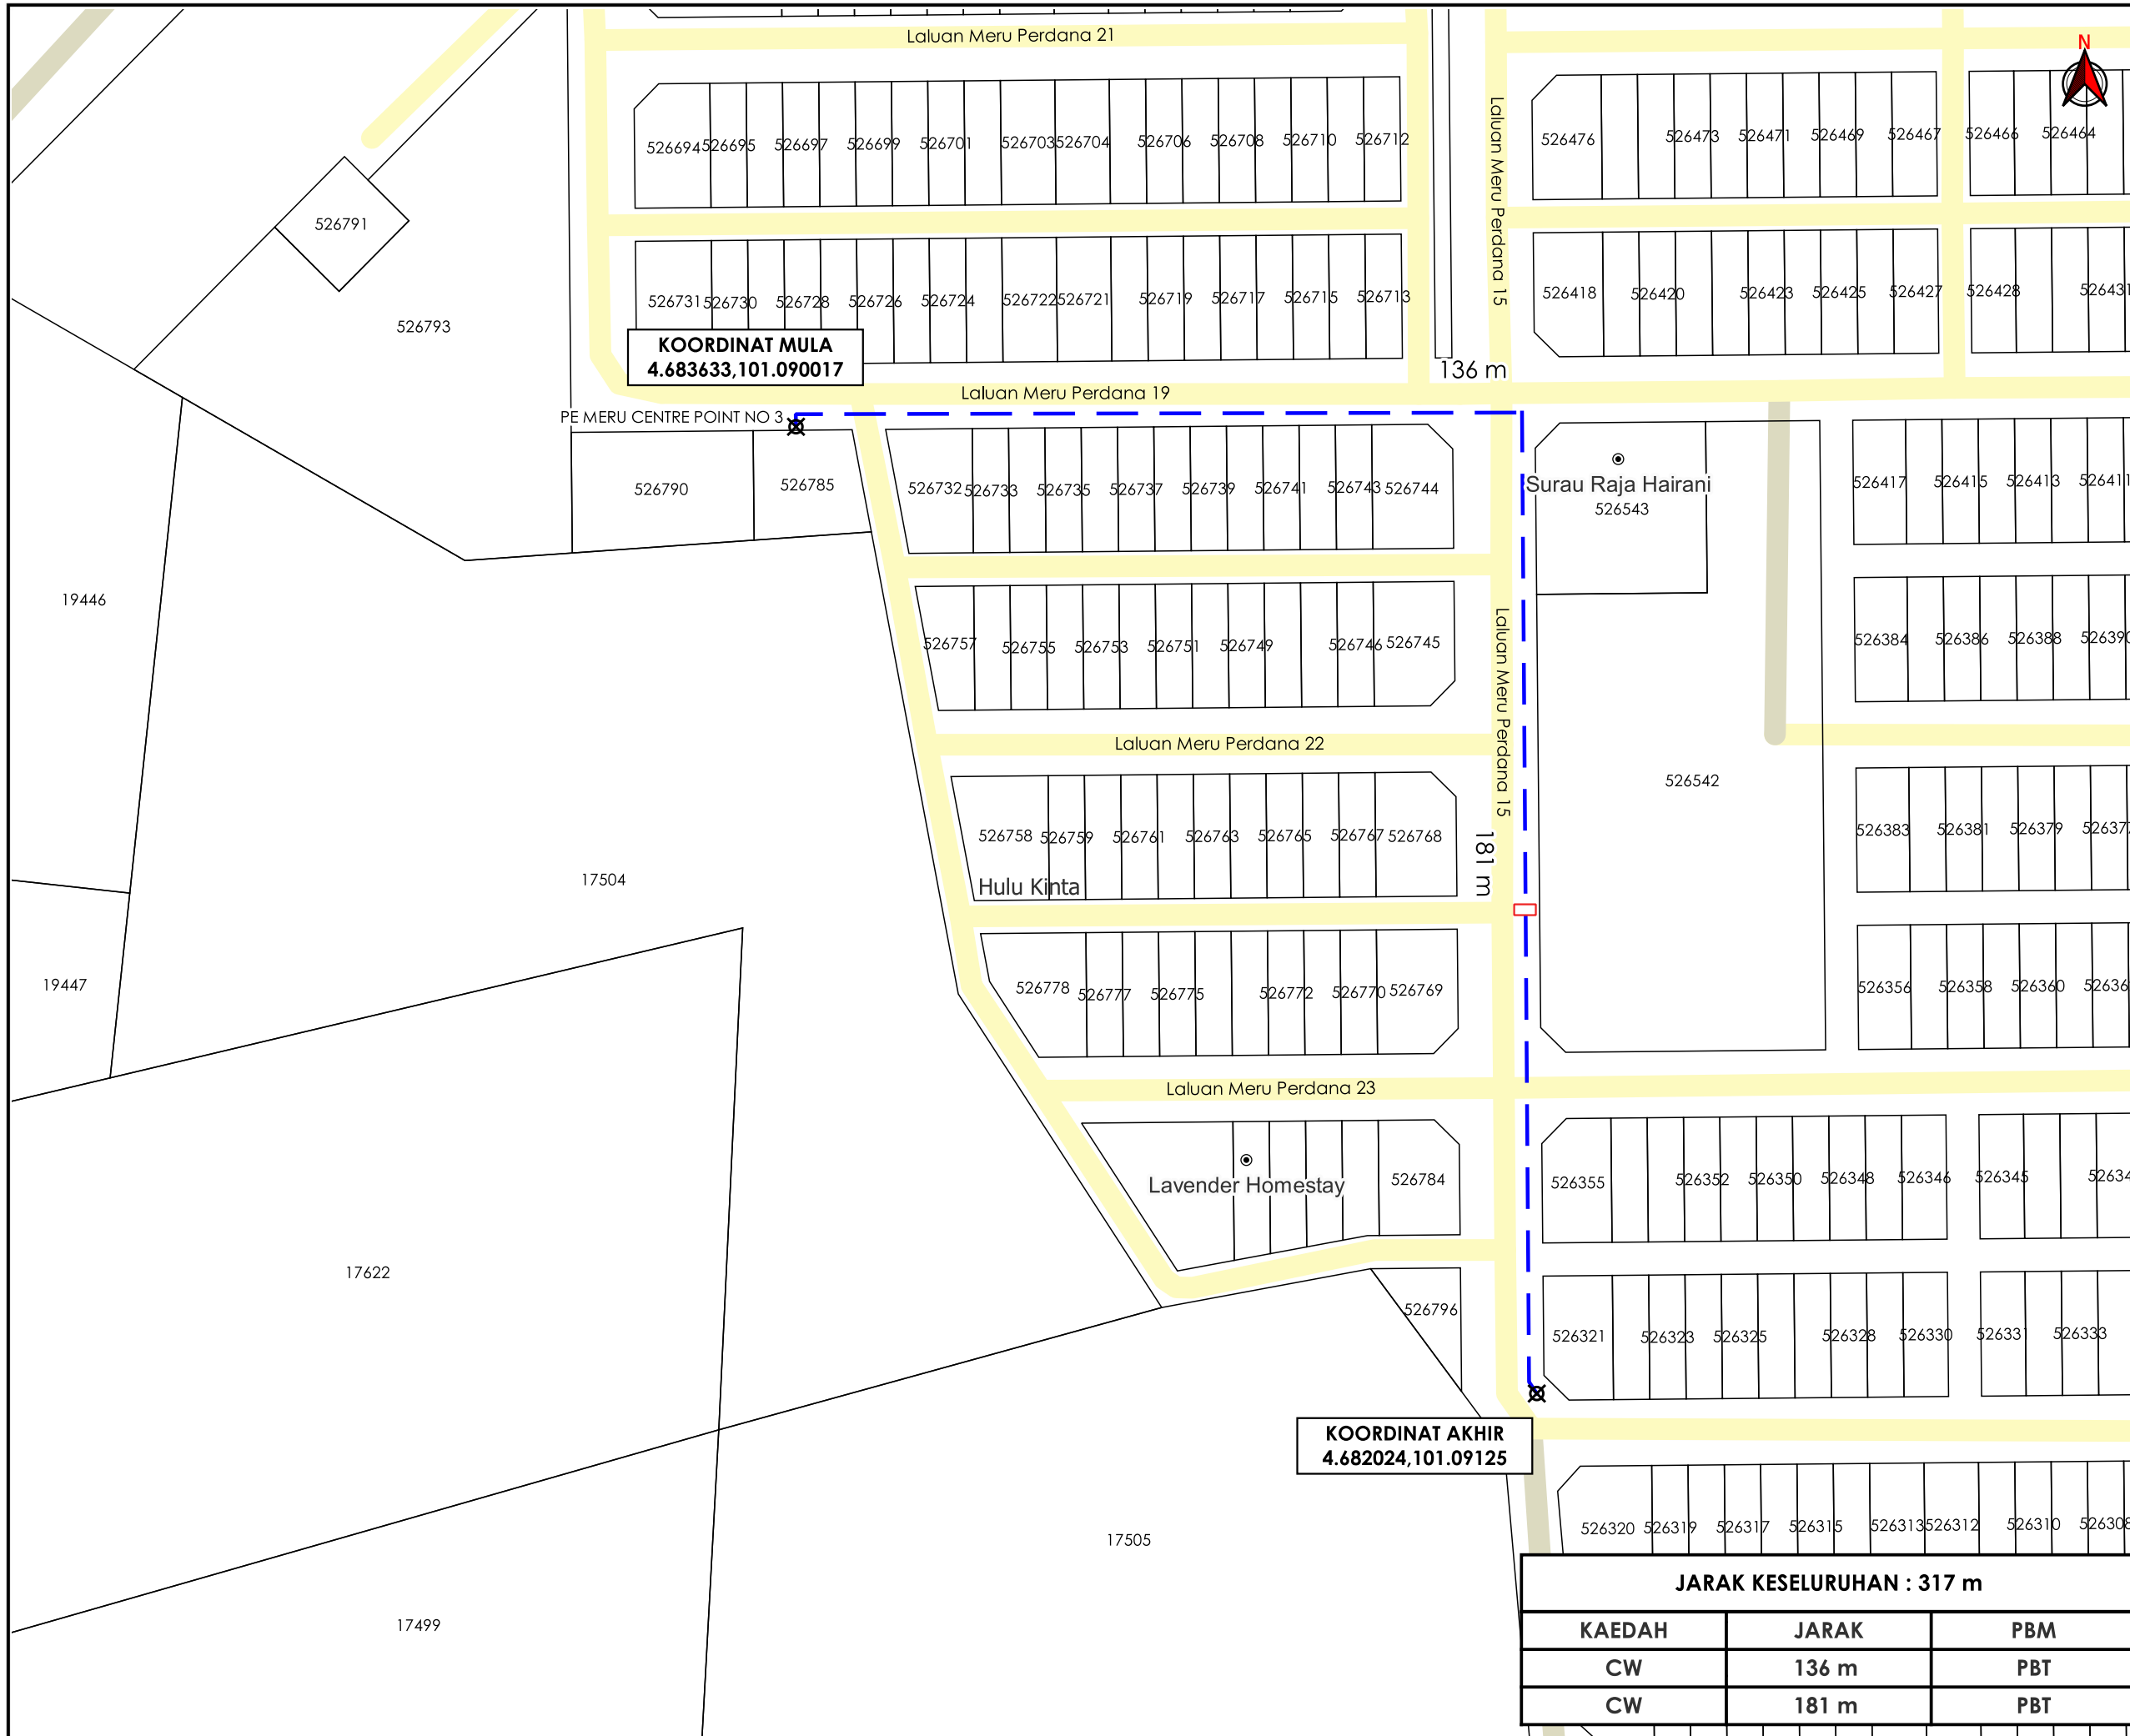 Laluan Meru Perdana 21
N
526694 526695 526697 526699 526701 526703 526704 526706 526708 526710 526712
526476 526473 526471 526469 526467 526466 526464
Laluan Meru Perdana 15
526791
526731 526730 526728 526726 526724 526722 526721 526719 526717 526715 526713
526418 526420 526423 526425 526427 526428 526431
526793
KOORDINAT MULA
4.683633,101.090017
136 m
Laluan Meru Perdana 19
PE MERU CENTRE POINT NO 3
526790 526785
526732 526733 526735 526737 526739 526741 526743 526744
Surau Raja Hairani
526543
526417 526415 526413 526411
19446
526757 526755 526753 526751 526749 526746 526745
Laluan Meru Perdana 15
526384 526386 526388 526390
Laluan Meru Perdana 22
526542
526758 526759 526761 526763 526765 526767 526768
181 m
526383 526381 526379 526377
17504
Hulu Kinta
19447
526778 526777 526775 526772 526770 526769
526356 526358 526360
Laluan Meru Perdana 23
Lavender Homestay
526784
526355 526352 526350 526348 526346 526345
17622
526796
526321 526323 526325 526328 526330 526331 526333
KOORDINAT AKHIR
4.682024,101.09125
17505
526320 526319 526317 526315 526313 526312 526310 526308
17499
JARAK KESELURUHAN : 317 m
KAEDAH JARAK PBM
CW 136 m PBT
CW 181 m PBT